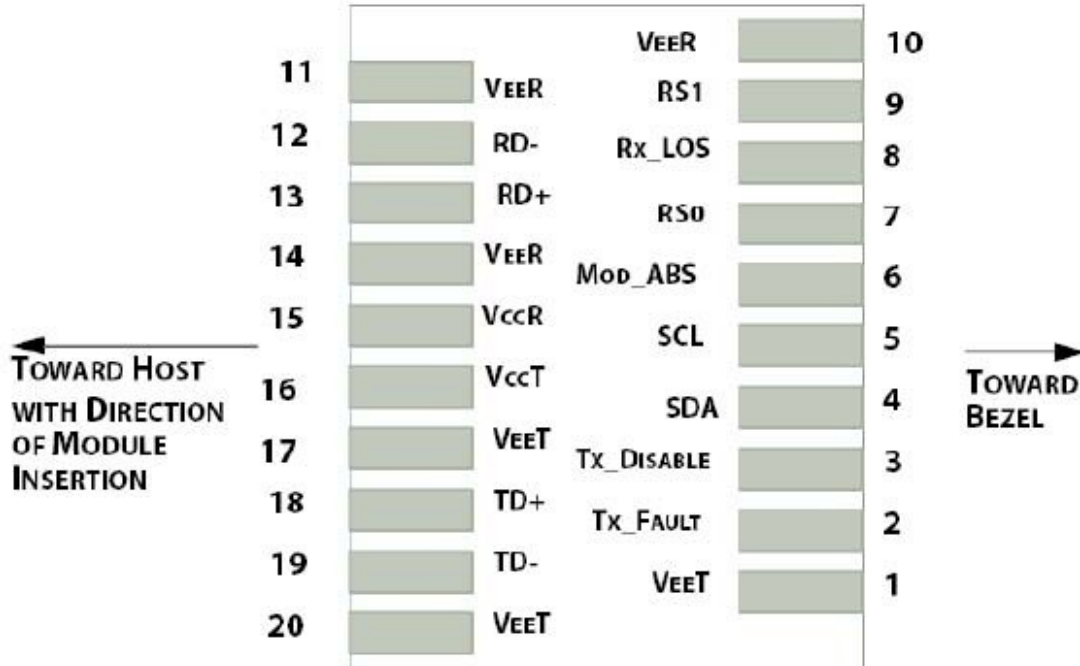 11 VEER
12 RD-
13 RD+
14 VEER
15 VccR
16 VccT
17 VEET
18 TD+
19 TD-
20 VEET
VEER 10
RS1 9
Rx_LOS 8
RS0 7
MOD_ABS 6
SCL 5
SDA 4
TX_DISABLE 3
TX_FAULT 2
VEET 1
TOWARD HOST
WITH DIRECTION
OF MODULE
INSERTION
TOWARD
BEZEL